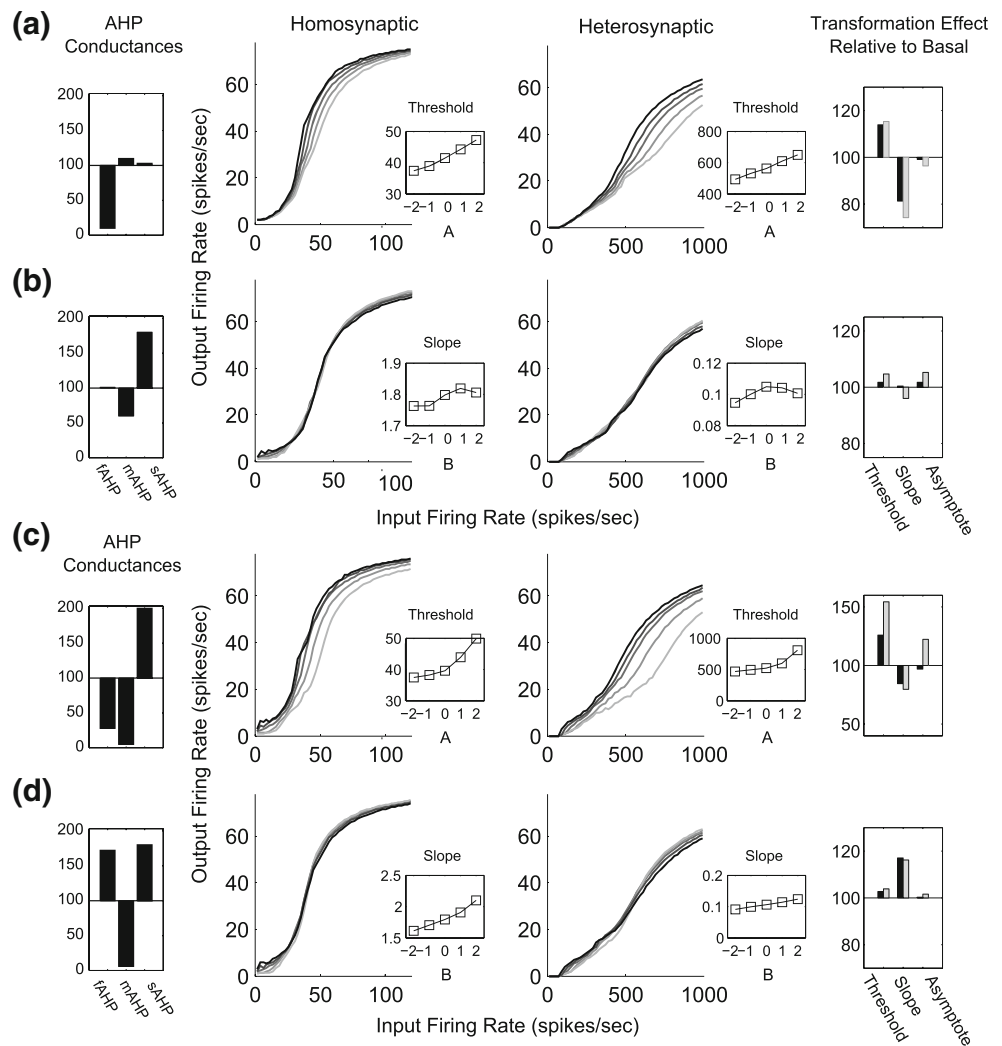 (a)
AHP
Conductances
Homosynaptic
Heterosynaptic
Transformation Effect
Relative to Basal
200
150
100
50
0
60
40
20
0
0
50
100
Threshold
50
40
30
-2 -1 0 1 2
A
0
500
1000
Threshold
800
600
400
-2 -1 0 1 2
A
120
100
80
(b)
200
150
100
50
0
fAHP
mAHP
sAHP
Output Firing Rate (spikes/sec)
60
40
20
0
0
50
100
Slope
1.9
1.8
1.7
-2 -1 0 1 2
B
60
40
20
0
0
500
1000
Slope
0.12
0.1
0.08
-2 -1 0 1 2
B
120
100
80
Threshold
Slope
Asymptote
Input Firing Rate (spikes/sec)
(c)
AHP
Conductances
200
150
100
50
0
60
40
20
0
0
50
100
Threshold
50
40
30
-2 -1 0 1 2
A
60
40
20
0
0
500
1000
Threshold
1000
500
0
-2 -1 0 1 2
A
150
100
50
(d)
200
150
100
50
0
fAHP
mAHP
sAHP
Output Firing Rate (spikes/sec)
60
40
20
0
0
50
100
Slope
2.5
2
1.5
-2 -1 0 1 2
B
60
40
20
0
0
500
1000
Slope
0.2
0.1
0
-2 -1 0 1 2
B
120
100
80
Threshold
Slope
Asymptote
Input Firing Rate (spikes/sec)